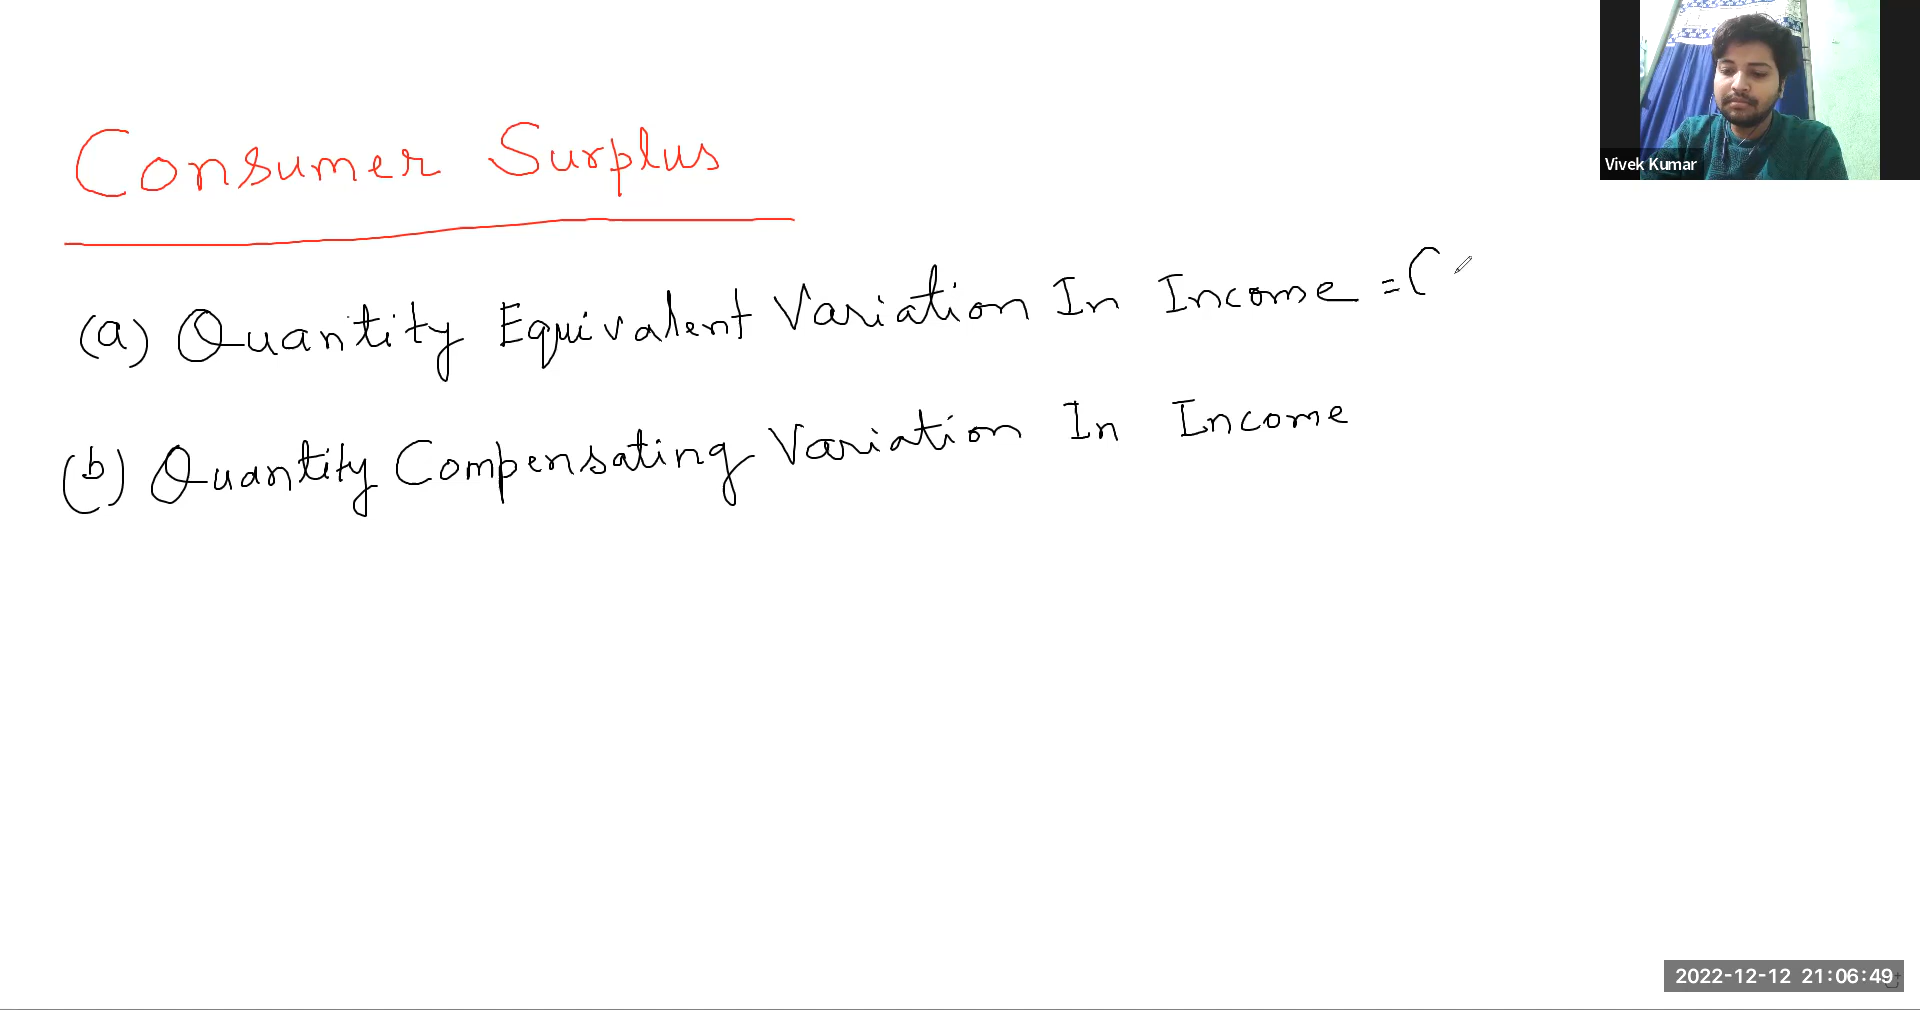 Consumer Surplus
(a) Quantity Equivalent Variation In Income = (
(b) Quantity Compensating Variation In Income
Vivek Kumar
2022-12-12 21:06:49